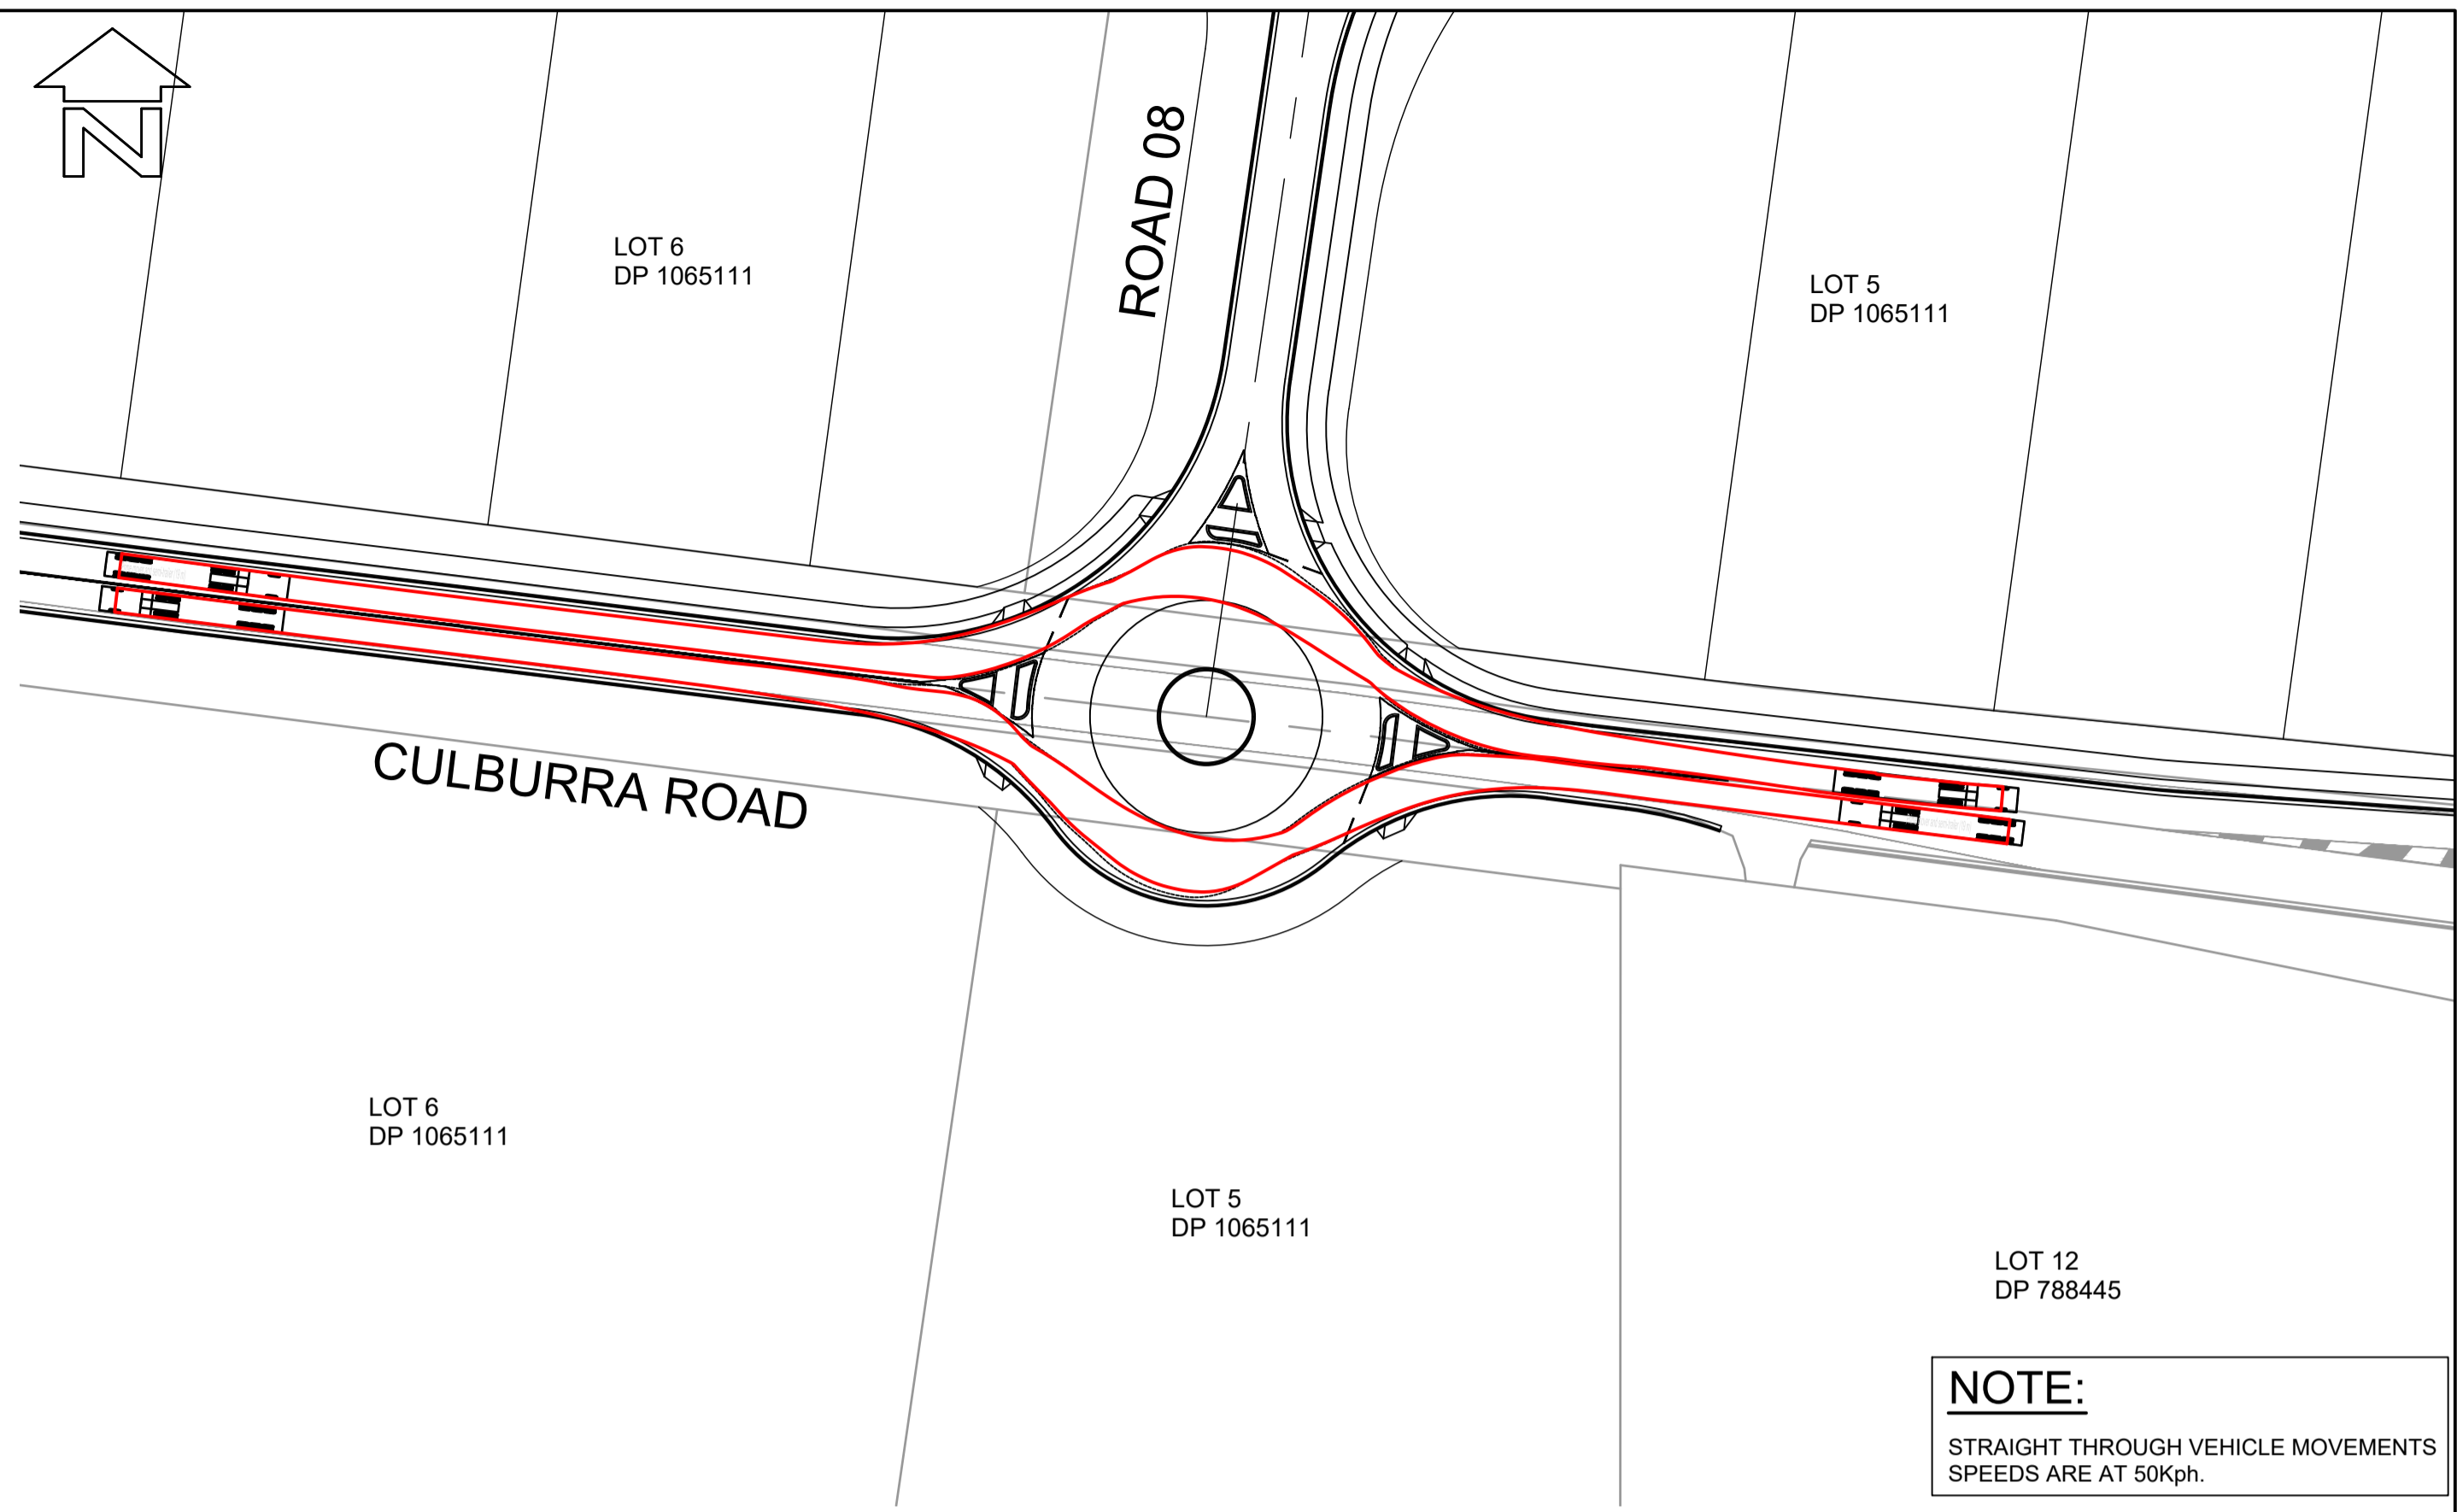 N
ROAD 08
LOT 6
DP 1065111
LOT 5
DP 1065111
CULBURRA ROAD
LOT 6
DP 1065111
LOT 5
DP 1065111
LOT 12
DP 788445
NOTE:
STRAIGHT THROUGH VEHICLE MOVEMENTS
SPEEDS ARE AT 50Kph.